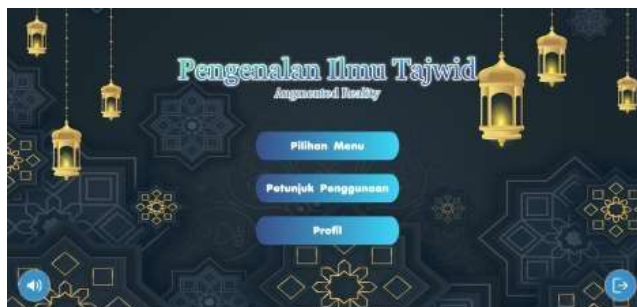 Pengenalan Ilmu Tajwid
Augmented Reality
Pilihan Menu
Petunjuk Penggunaan
Profil